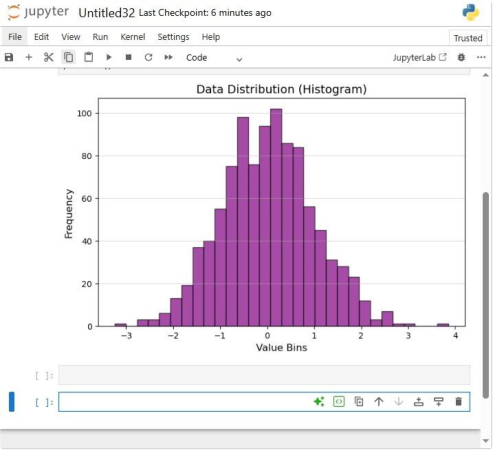 jupyter Untitled32 Last Checkpoint: 6 minutes ago
File Edit View Run Kernel Settings Help Trusted
Code JupyterLab
Data Distribution (Histogram)
100
80
60
40
20
0
Frequency
−3 −2 −1 0 1 2 3 4
Value Bins
[ ]:
[ ]: